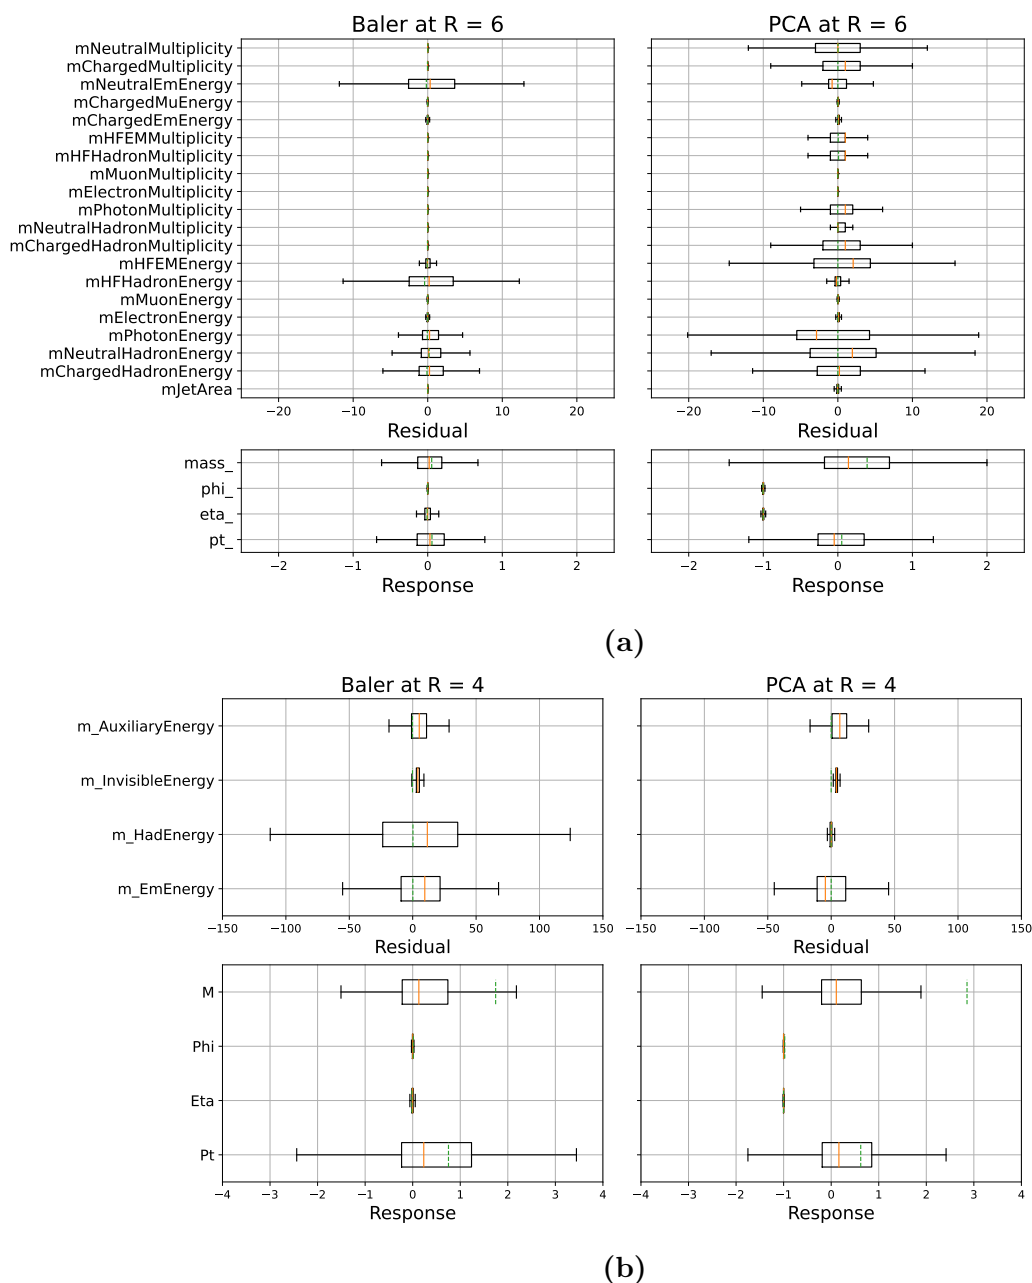 Baler at R = 6
PCA at R = 6
mNeutralMultiplicity
mChargedMultiplicity
mNeutralEmEnergy
mChargedMuEnergy
mChargedEmEnergy
mHFEMMultiplicity
mHFHadronMultiplicity
mMuonMultiplicity
mElectronMultiplicity
mPhotonMultiplicity
mNeutralHadronMultiplicity
mChargedHadronMultiplicity
mHFEMEnergy
mHFHadronEnergy
mMuonEnergy
mElectronEnergy
mPhotonEnergy
mNeutralHadronEnergy
mChargedHadronEnergy
mJetArea
−20 −10 0 10 20
−20 −10 0 10 20
Residual
Residual
mass_
phi_
eta_
pt_
−2 −1 0 1 2
−2 −1 0 1 2
Response
Response
(a)
Baler at R = 4
PCA at R = 4
m_AuxiliaryEnergy
m_InvisibleEnergy
m_HadEnergy
m_EmEnergy
−150 −100 −50 0 50 100 150
−150 −100 −50 0 50 100 150
Residual
Residual
M
Phi
Eta
Pt
−4 −3 −2 −1 0 1 2 3 4
−4 −3 −2 −1 0 1 2 3 4
Response
Response
(b)